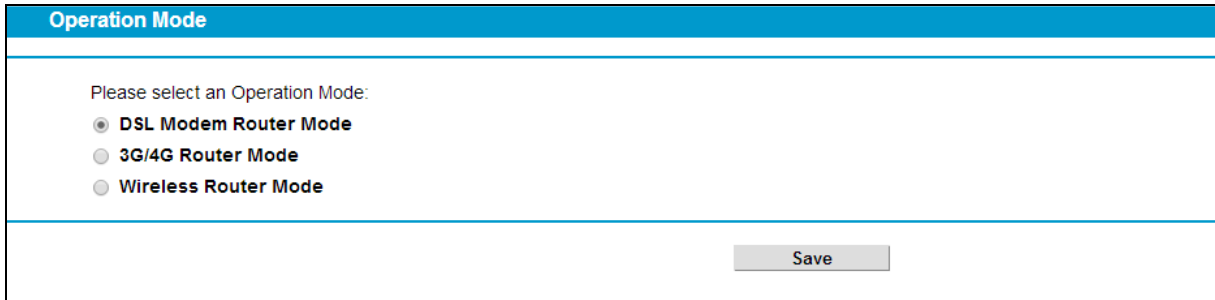 Operation Mode
Please select an Operation Mode:
DSL Modem Router Mode
3G/4G Router Mode
Wireless Router Mode
Save